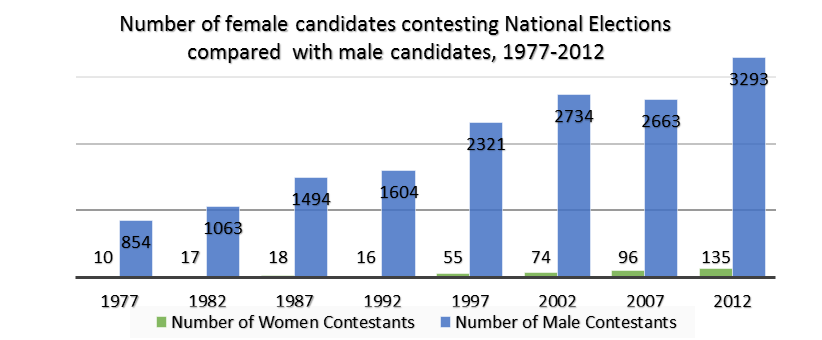 Number of female candidates contesting National Elections
compared with male candidates, 1977-2012
10 854 17 1063 18 1494 16 1604 55 2321 74 2734 96 2663 135 3293
1977 1982 1987 1992 1997 2002 2007 2012
Number of Women Contestants Number of Male Contestants